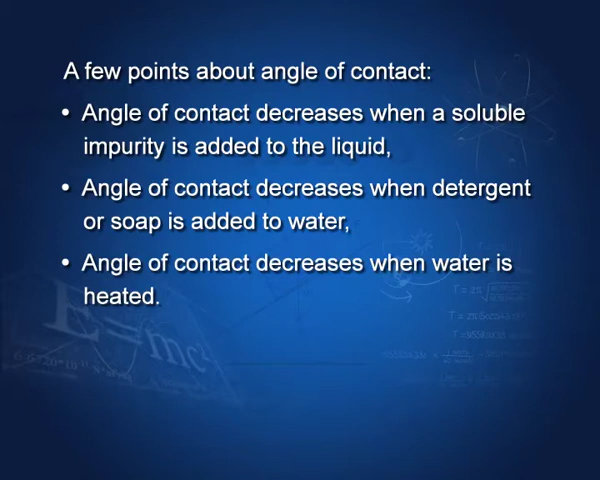 A few points about angle of contact:
• Angle of contact decreases when a soluble
impurity is added to the liquid,
• Angle of contact decreases when detergent
or soap is added to water,
• Angle of contact decreases when water is
heated.
E=mc²